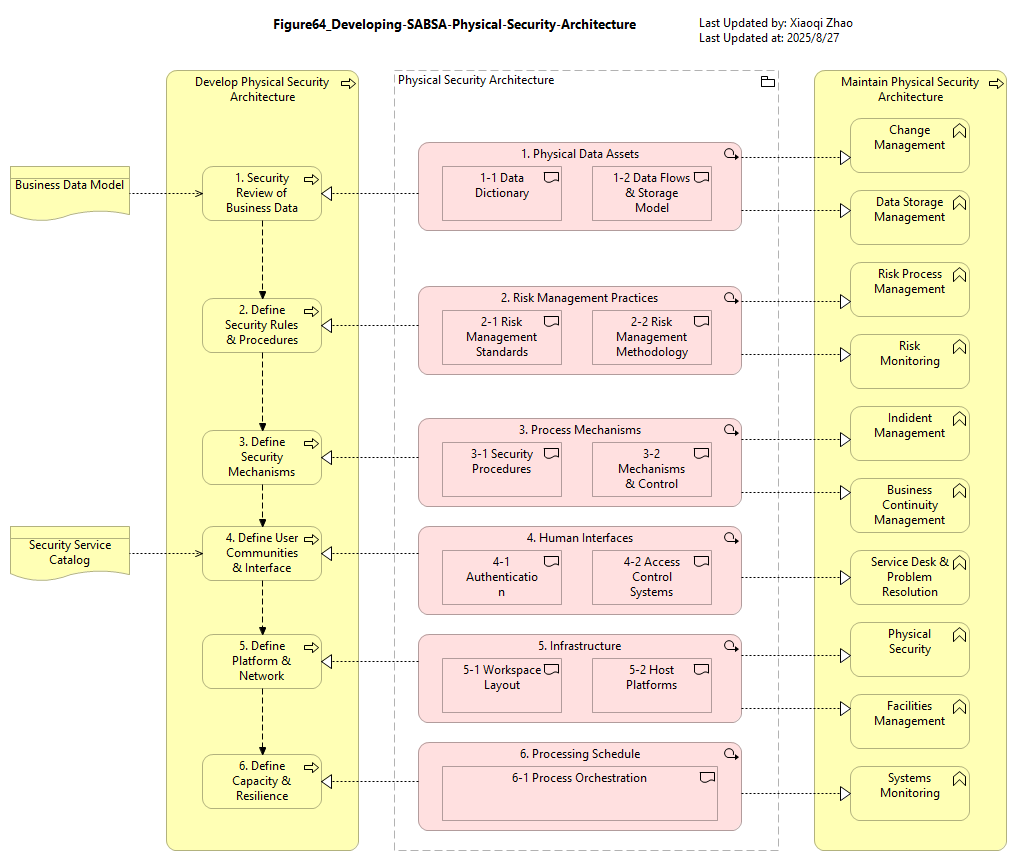 Figure64_Developing-SABSA-Physical-Security-Architecture
Last Updated by: Xiaoqi Zhao
Last Updated at: 2025/8/27
Develop Physical Security
Architecture
Business Data Model
1. Security
Review of
Business Data
2. Define
Security Rules
& Procedures
3. Define
Security
Mechanisms
Security Service
Catalog
4. Define User
Communities
& Interface
5. Define
Platform &
Network
6. Define
Capacity &
Resilience
Physical Security Architecture
1. Physical Data Assets
1-1 Data
Dictionary
1-2 Data Flows
& Storage
Model
2. Risk Management Practices
2-1 Risk
Management
Standards
2-2 Risk
Management
Methodology
3. Process Mechanisms
3-1 Security
Procedures
3-2
Mechanisms
& Control
4. Human Interfaces
4-1
Authenticatio
n
4-2 Access
Control
Systems
5. Infrastructure
5-1 Workspace
Layout
5-2 Host
Platforms
6. Processing Schedule
6-1 Process Orchestration
Maintain Physical Security
Architecture
Change
Management
Data Storage
Management
Risk Process
Management
Risk
Monitoring
Indident
Management
Business
Continuity
Management
Service Desk &
Problem
Resolution
Physical
Security
Facilities
Management
Systems
Monitoring